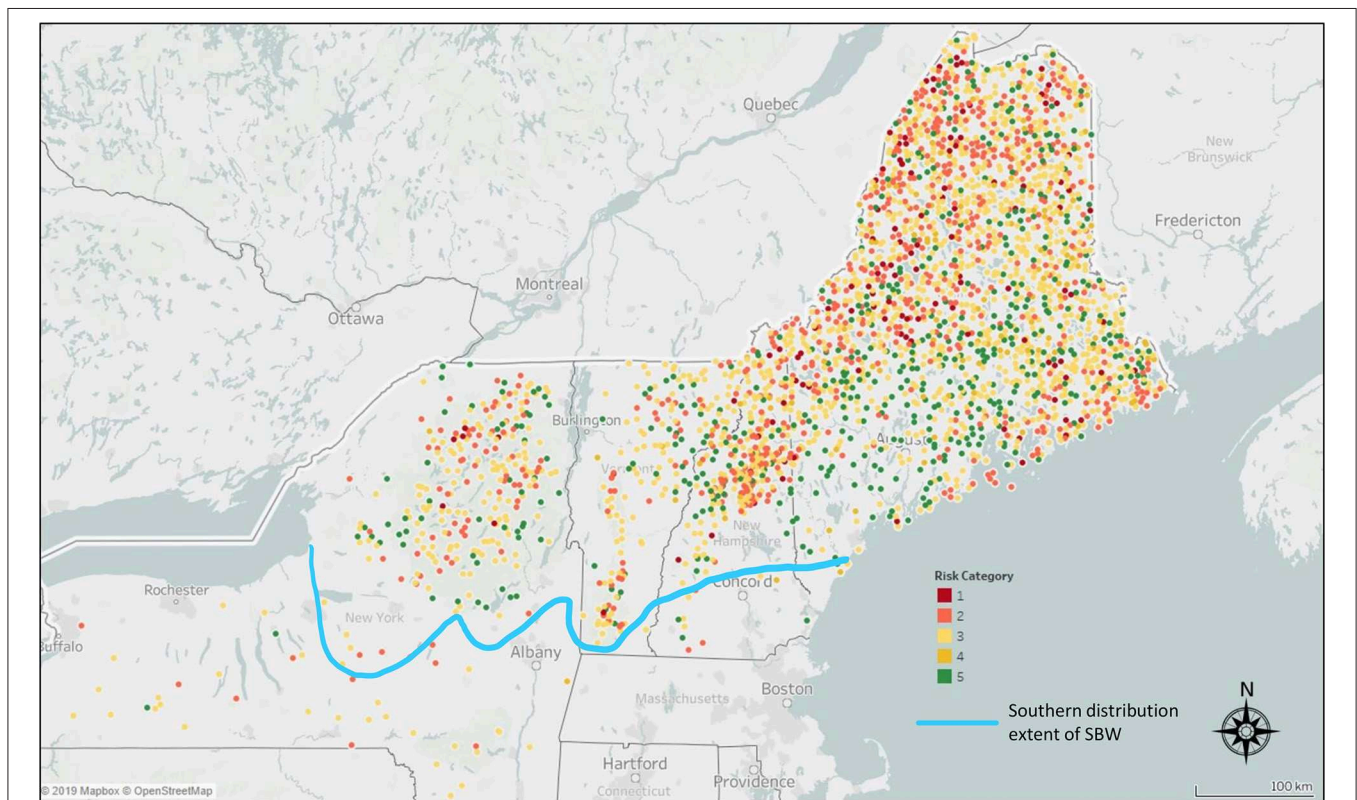 Quebec
New
Brunswick
Fredericton
Montreal
Ottawa
Burlington
Vermont
New
Hampshire
Rochester
Concord
Risk Category
1
2
3
4
5
New York
Buffalo
Albany
Boston
Massachusetts
N
Southern distribution
extent of SBW
Hartford
Providence
Connecticut
100 km
© 2019 Mapbox © OpenStreetMap